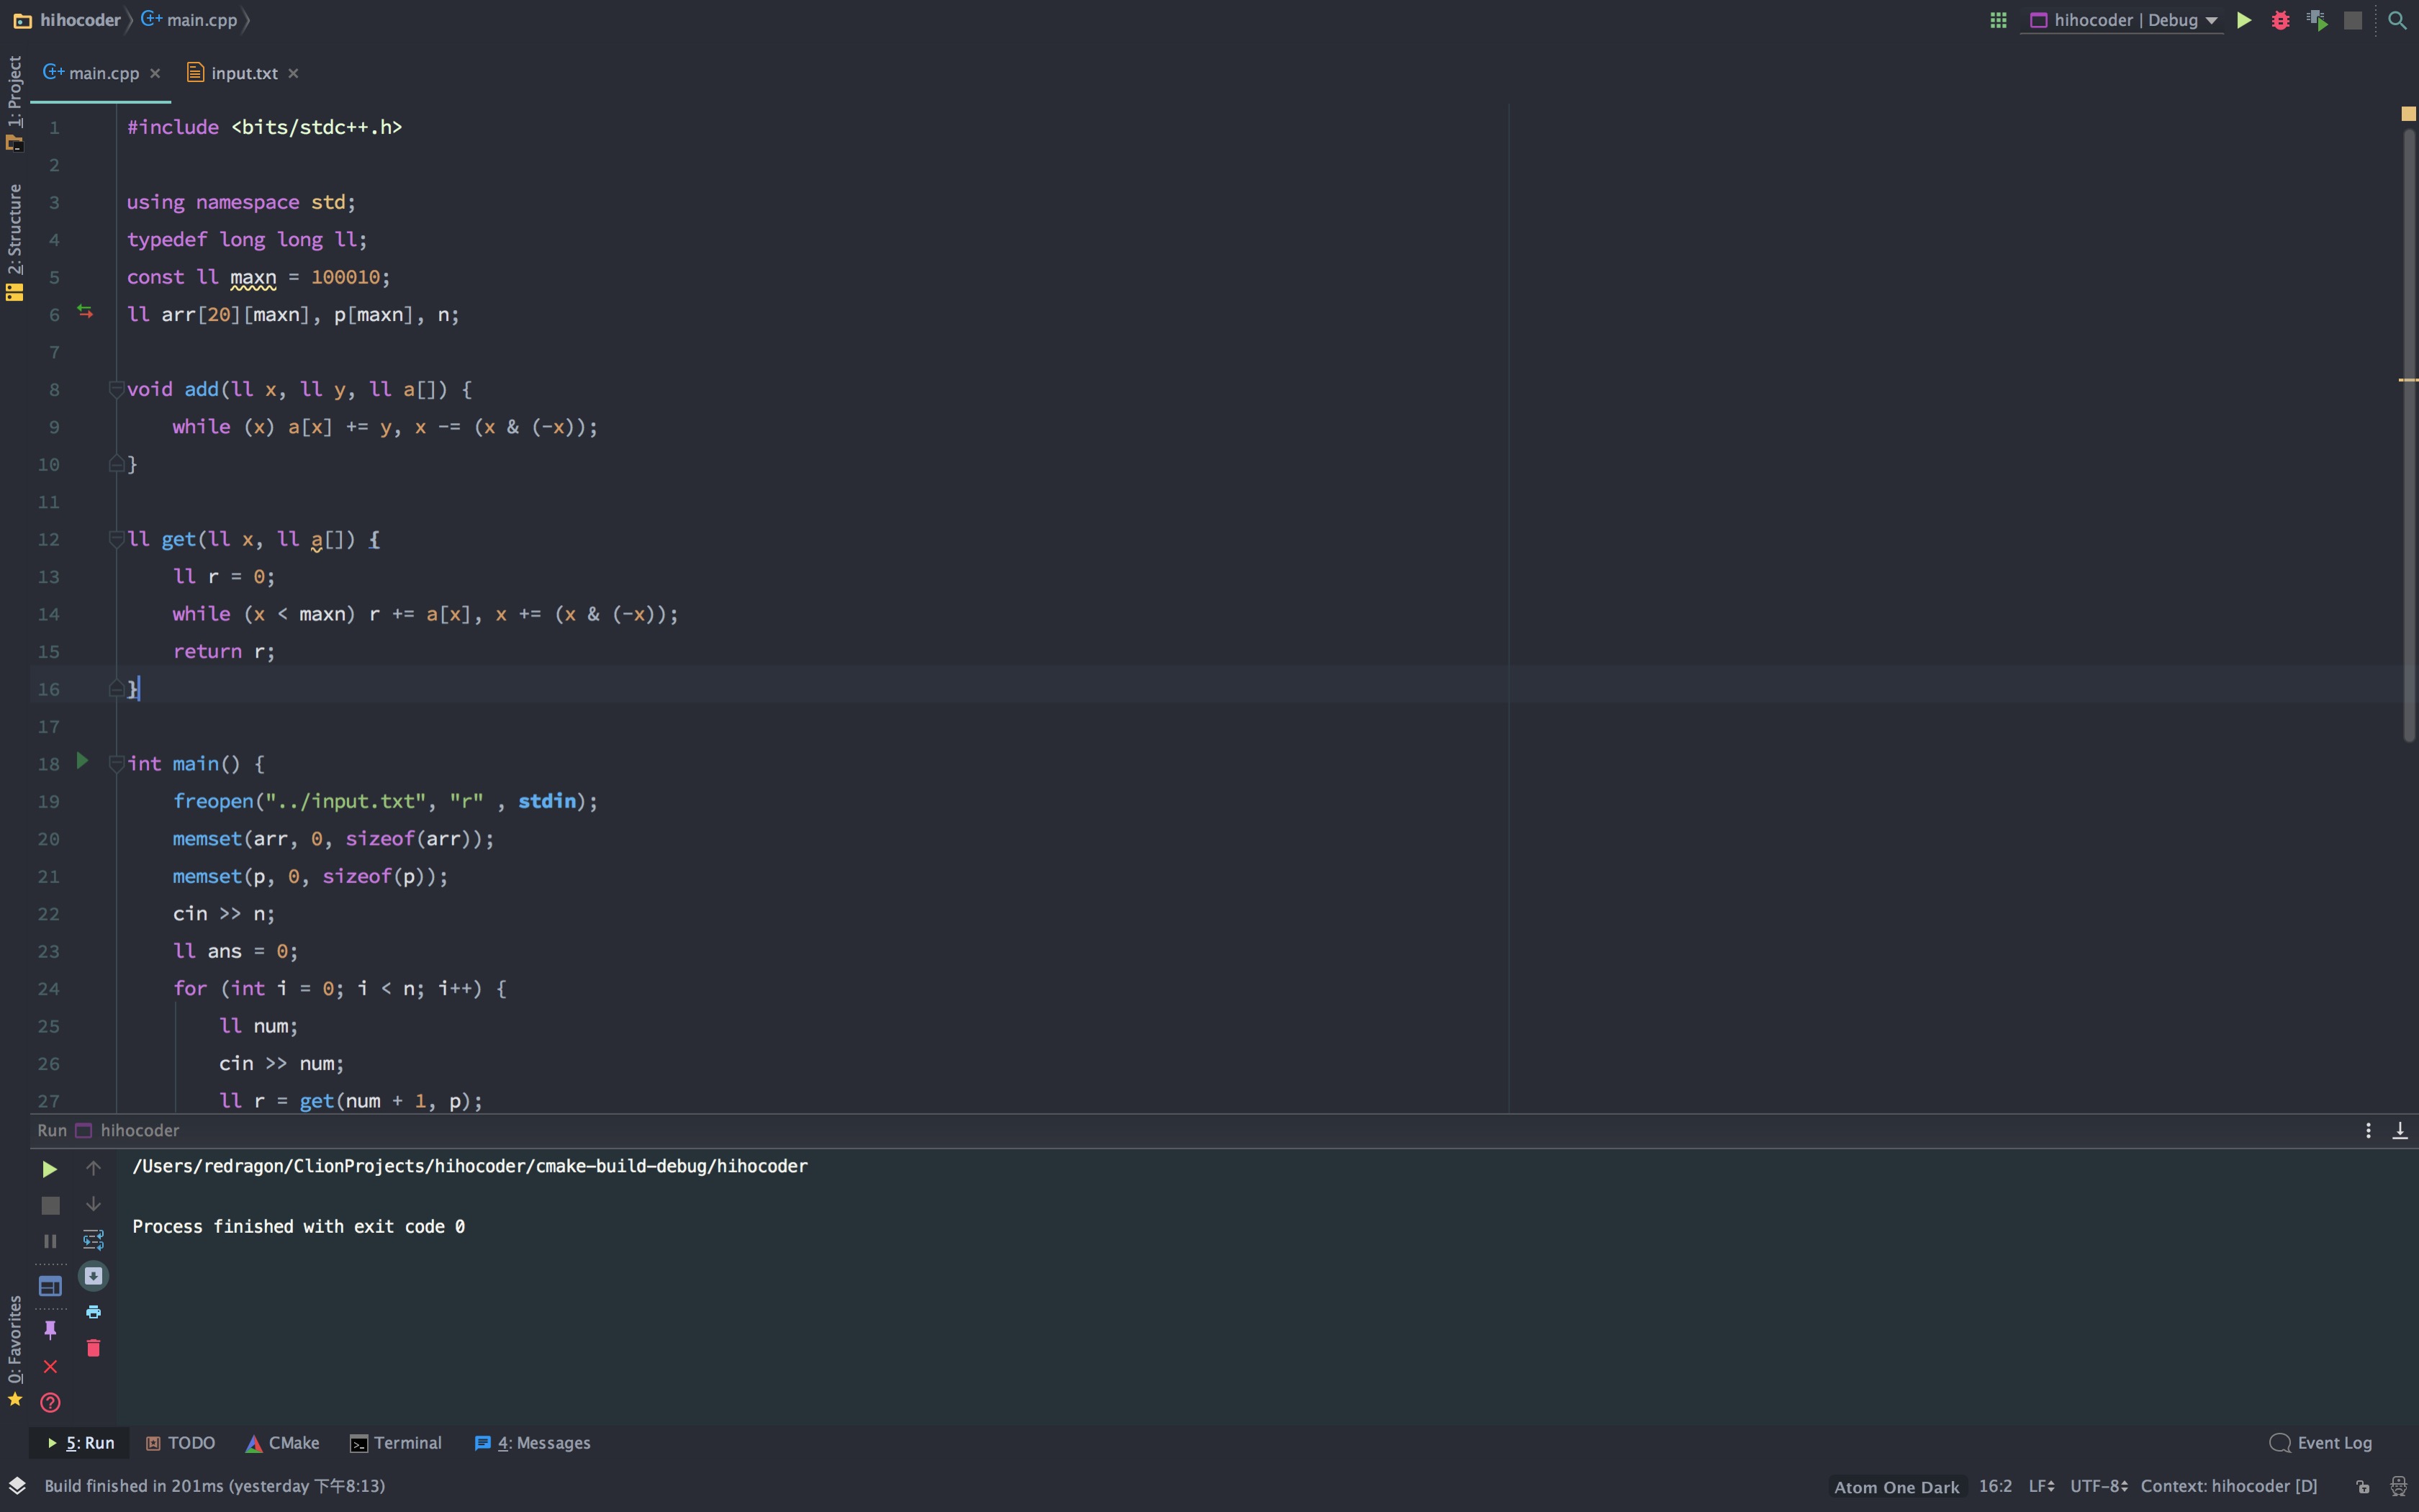 hihocoder main.cpp hihocoder | Debug
1: Project
2: Structure
main.cpp input.txt
1 #include <bits/stdc++.h>
2
3 using namespace std;
4 typedef long long ll;
5 const ll maxn = 100010;
6 ll arr[20][maxn], p[maxn], n;
7
8 void add(ll x, ll y, ll a[]) {
9     while (x) a[x] += y, x -= (x & (-x));
10 }
11
12 ll get(ll x, ll a[]) {
13     ll r = 0;
14     while (x < maxn) r += a[x], x += (x & (-x));
15     return r;
16 }
17
18 int main() {
19     freopen("../input.txt", "r" , stdin);
20     memset(arr, 0, sizeof(arr));
21     memset(p, 0, sizeof(p));
22     cin >> n;
23     ll ans = 0;
24     for (int i = 0; i < n; i++) {
25         ll num;
26         cin >> num;
27         ll r = get(num + 1, p);
Run hihocoder
/Users/redragon/ClionProjects/hihocoder/cmake-build-debug/hihocoder
Process finished with exit code 0
0: Favorites
5: Run TODO CMake Terminal 4: Messages Event Log
Build finished in 201ms (yesterday 下午8:13) Atom One Dark 16:2 LF UTF-8 Context: hihocoder [D]